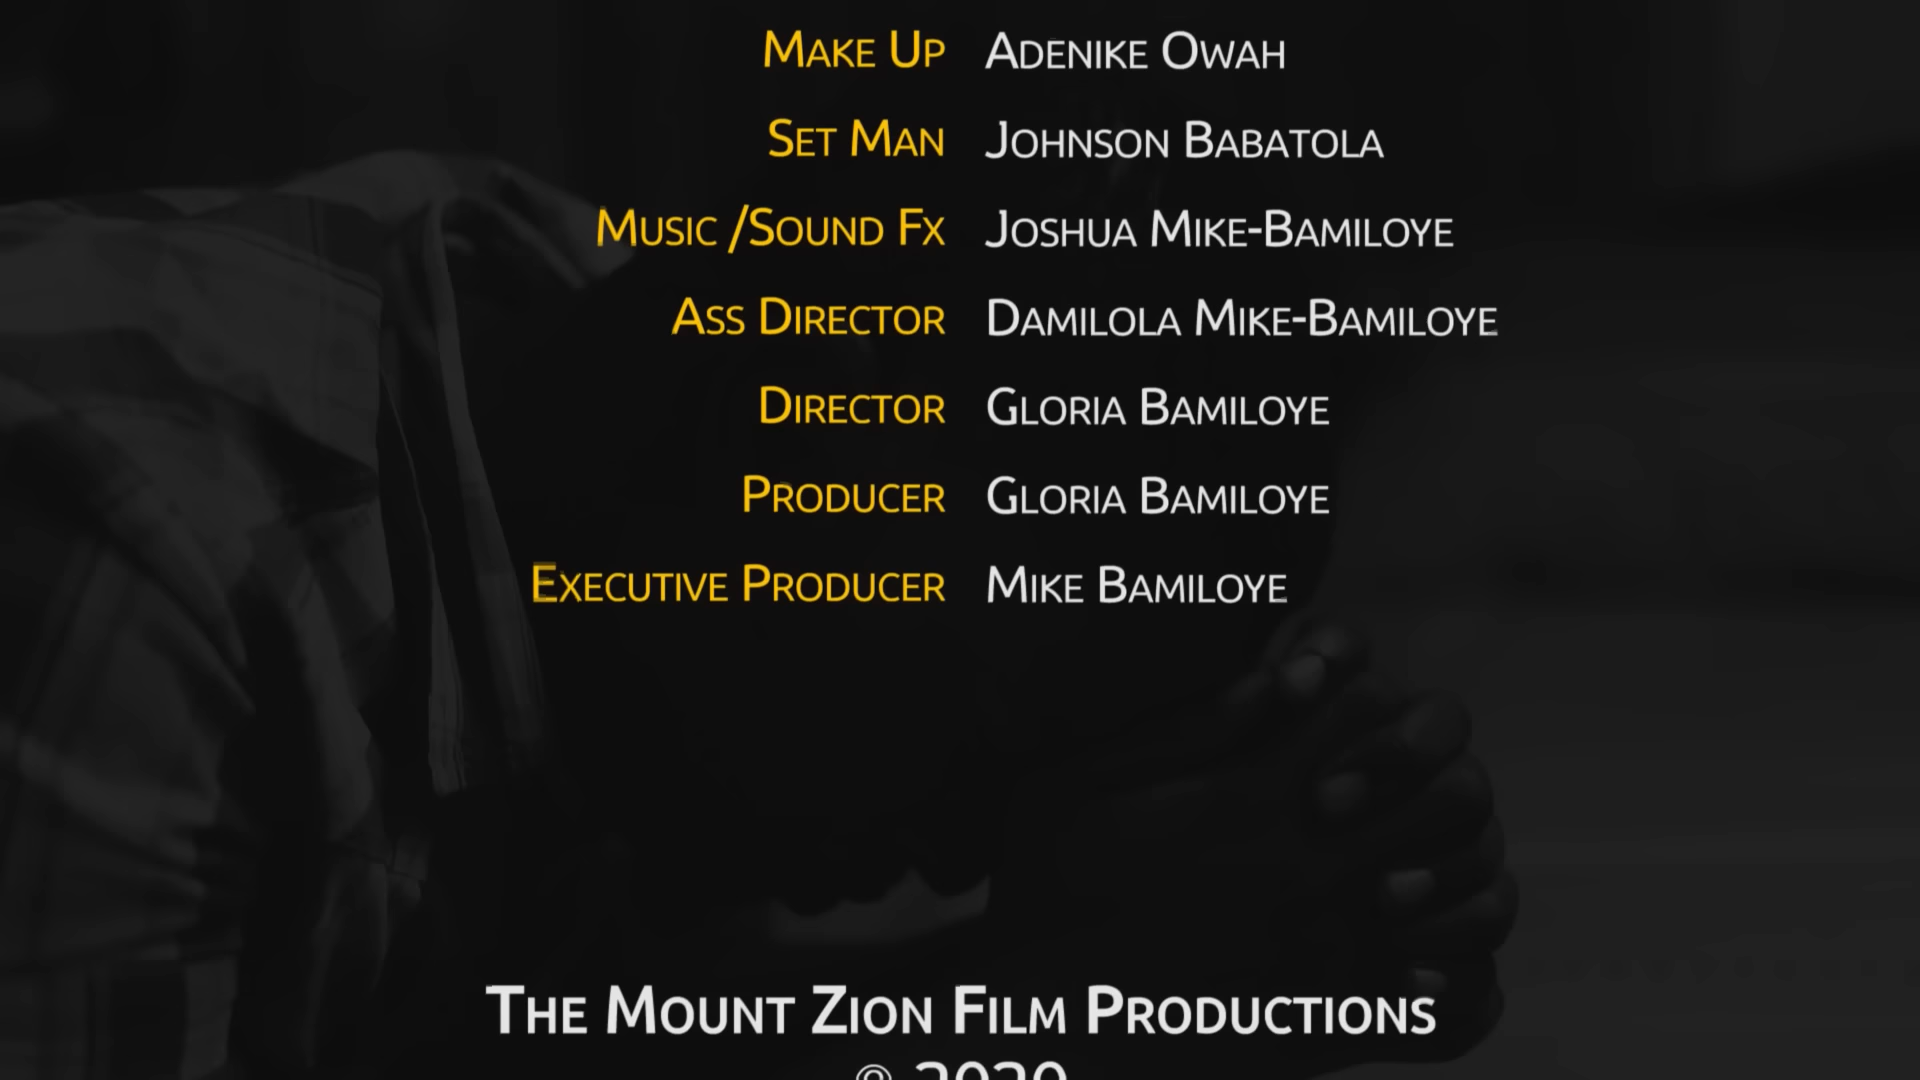 Make Up Adenike Owah
Set Man Johnson Babatola
Music /Sound Fx Joshua Mike-Bamiloye
Ass Director Damilola Mike-Bamiloye
Director Gloria Bamiloye
Producer Gloria Bamiloye
Executive Producer Mike Bamiloye
The Mount Zion Film Productions
© 2020